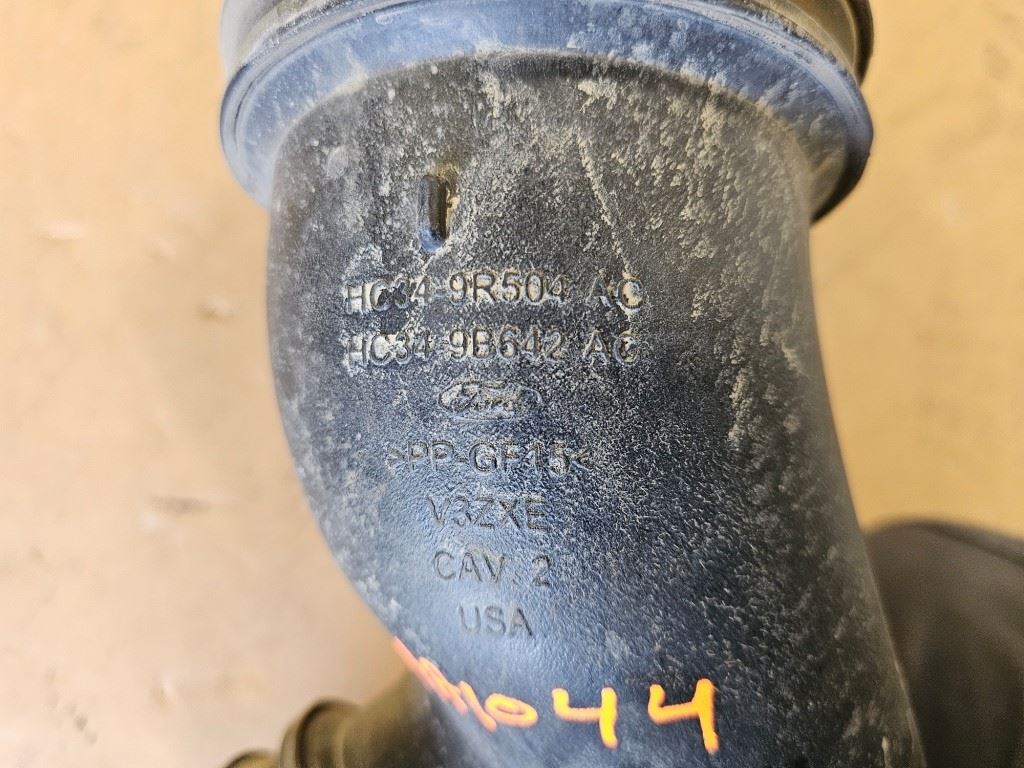 HC34 9R504 AC
HC34 9B642 AC
Ford
>PP-GF15<
V3ZXE
CAV. 2
USA